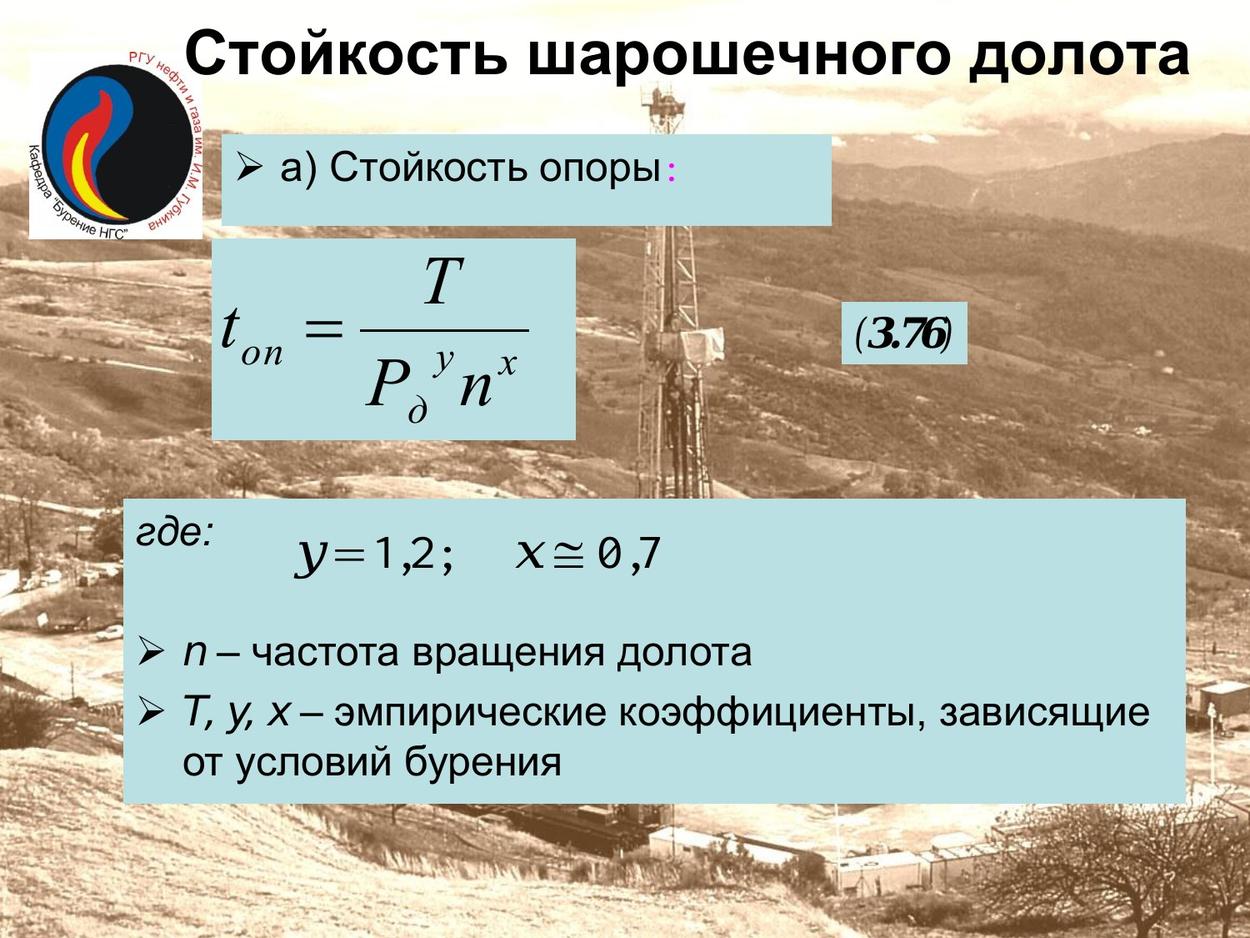 Стойкость шарошечного долота
РГУ нефти и газа им. И.М. Губкина
Кафедра "Бурение НГС"
➢ а) Стойкость опоры:
t_оп = T / (P_д^y n^x)
(3.76)
где:
y = 1,2; x ≅ 0,7
➢ n – частота вращения долота
➢ Т, у, х – эмпирические коэффициенты, зависящие
от условий бурения